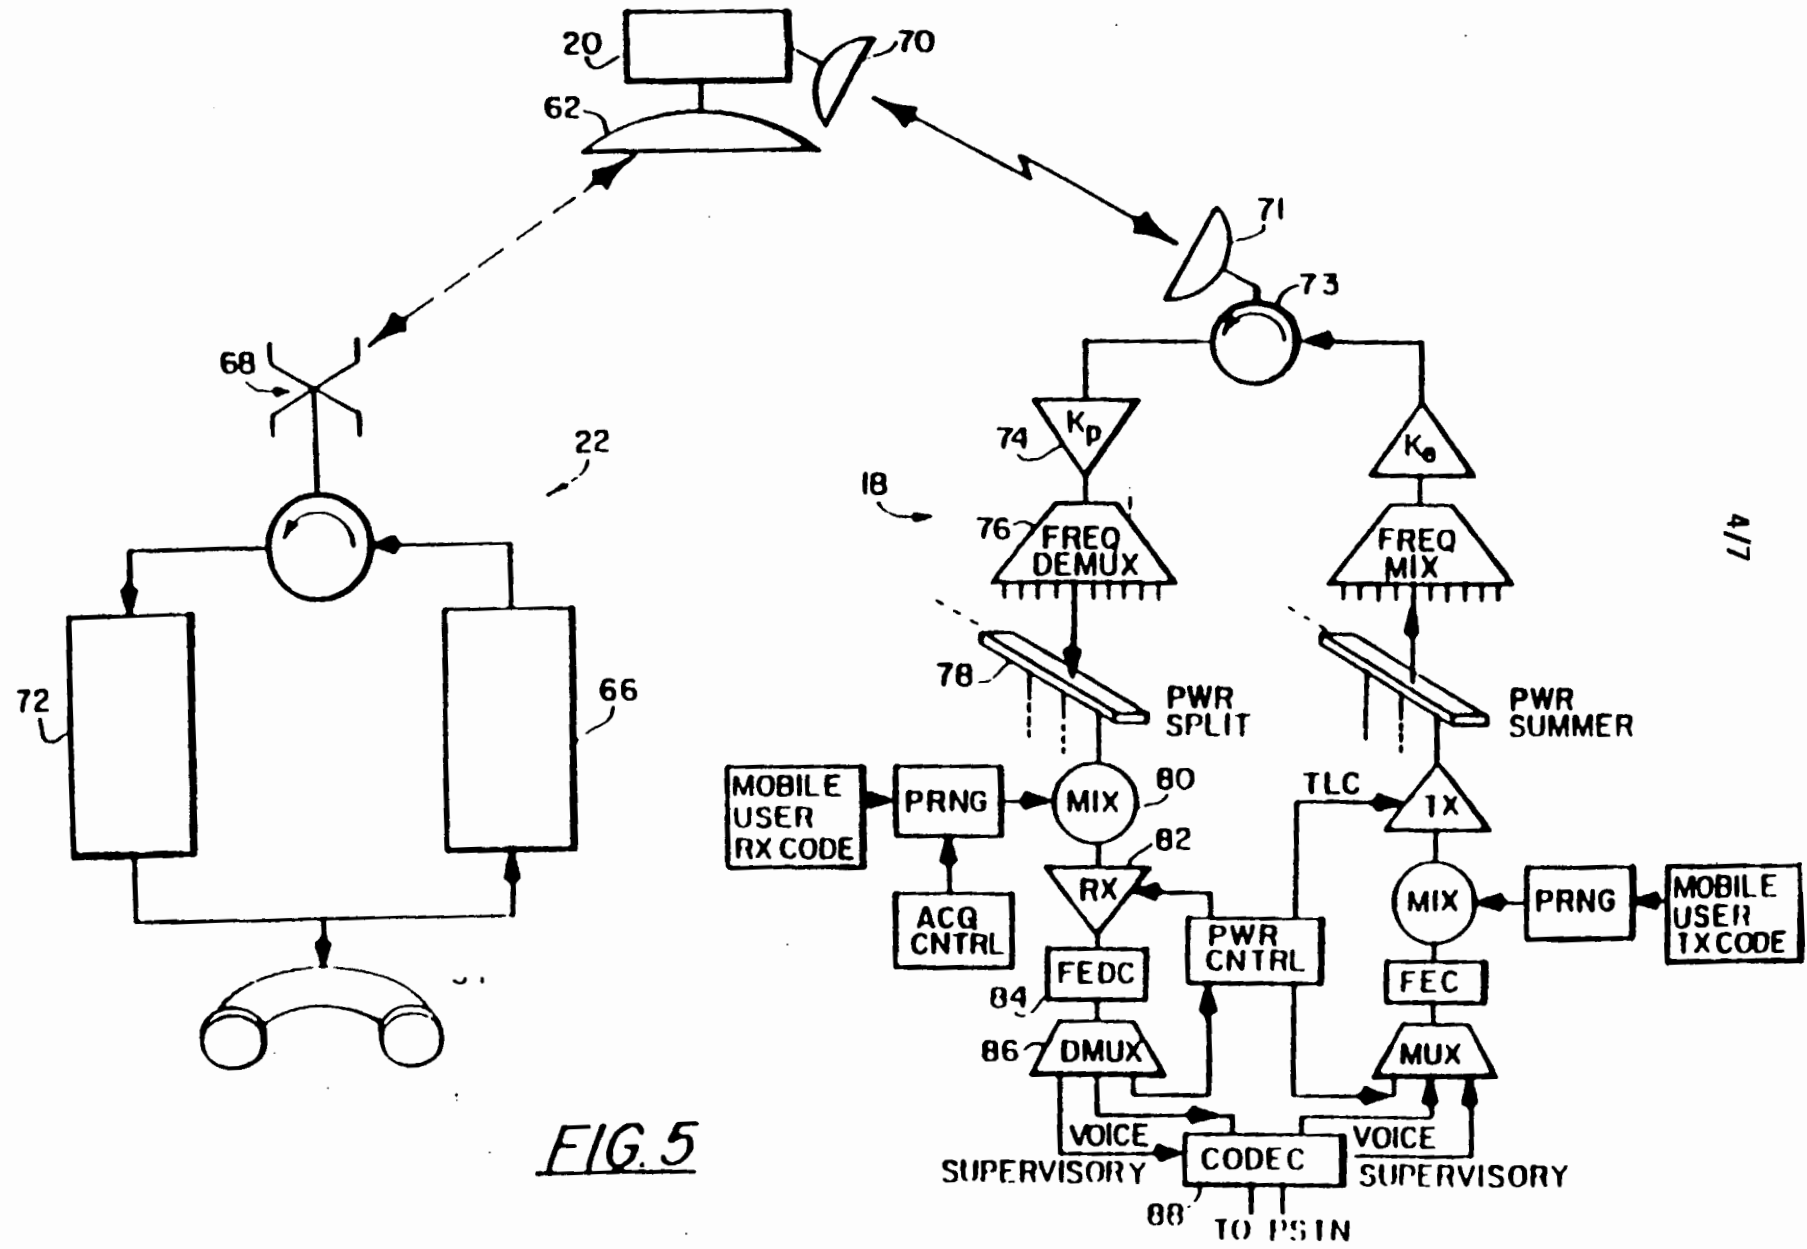 20
70
62
71
73
68
74
Kp
Ke
22
18
76
FREQ
DEMUX
FREQ
MIX
4/7
72
66
78
PWR
SPLIT
PWR
SUMMER
MOBILE
USER
RX CODE
PRNG
MIX
80
TLC
TX
82
RX
ACQ
CNTRL
PWR
CNTRL
MIX
PRNG
MOBILE
USER
TX CODE
FEDC
84
FEC
86
DMUX
MUX
VOICE
SUPERVISORY
CODEC
VOICE
SUPERVISORY
88
TO PSTN
FIG. 5